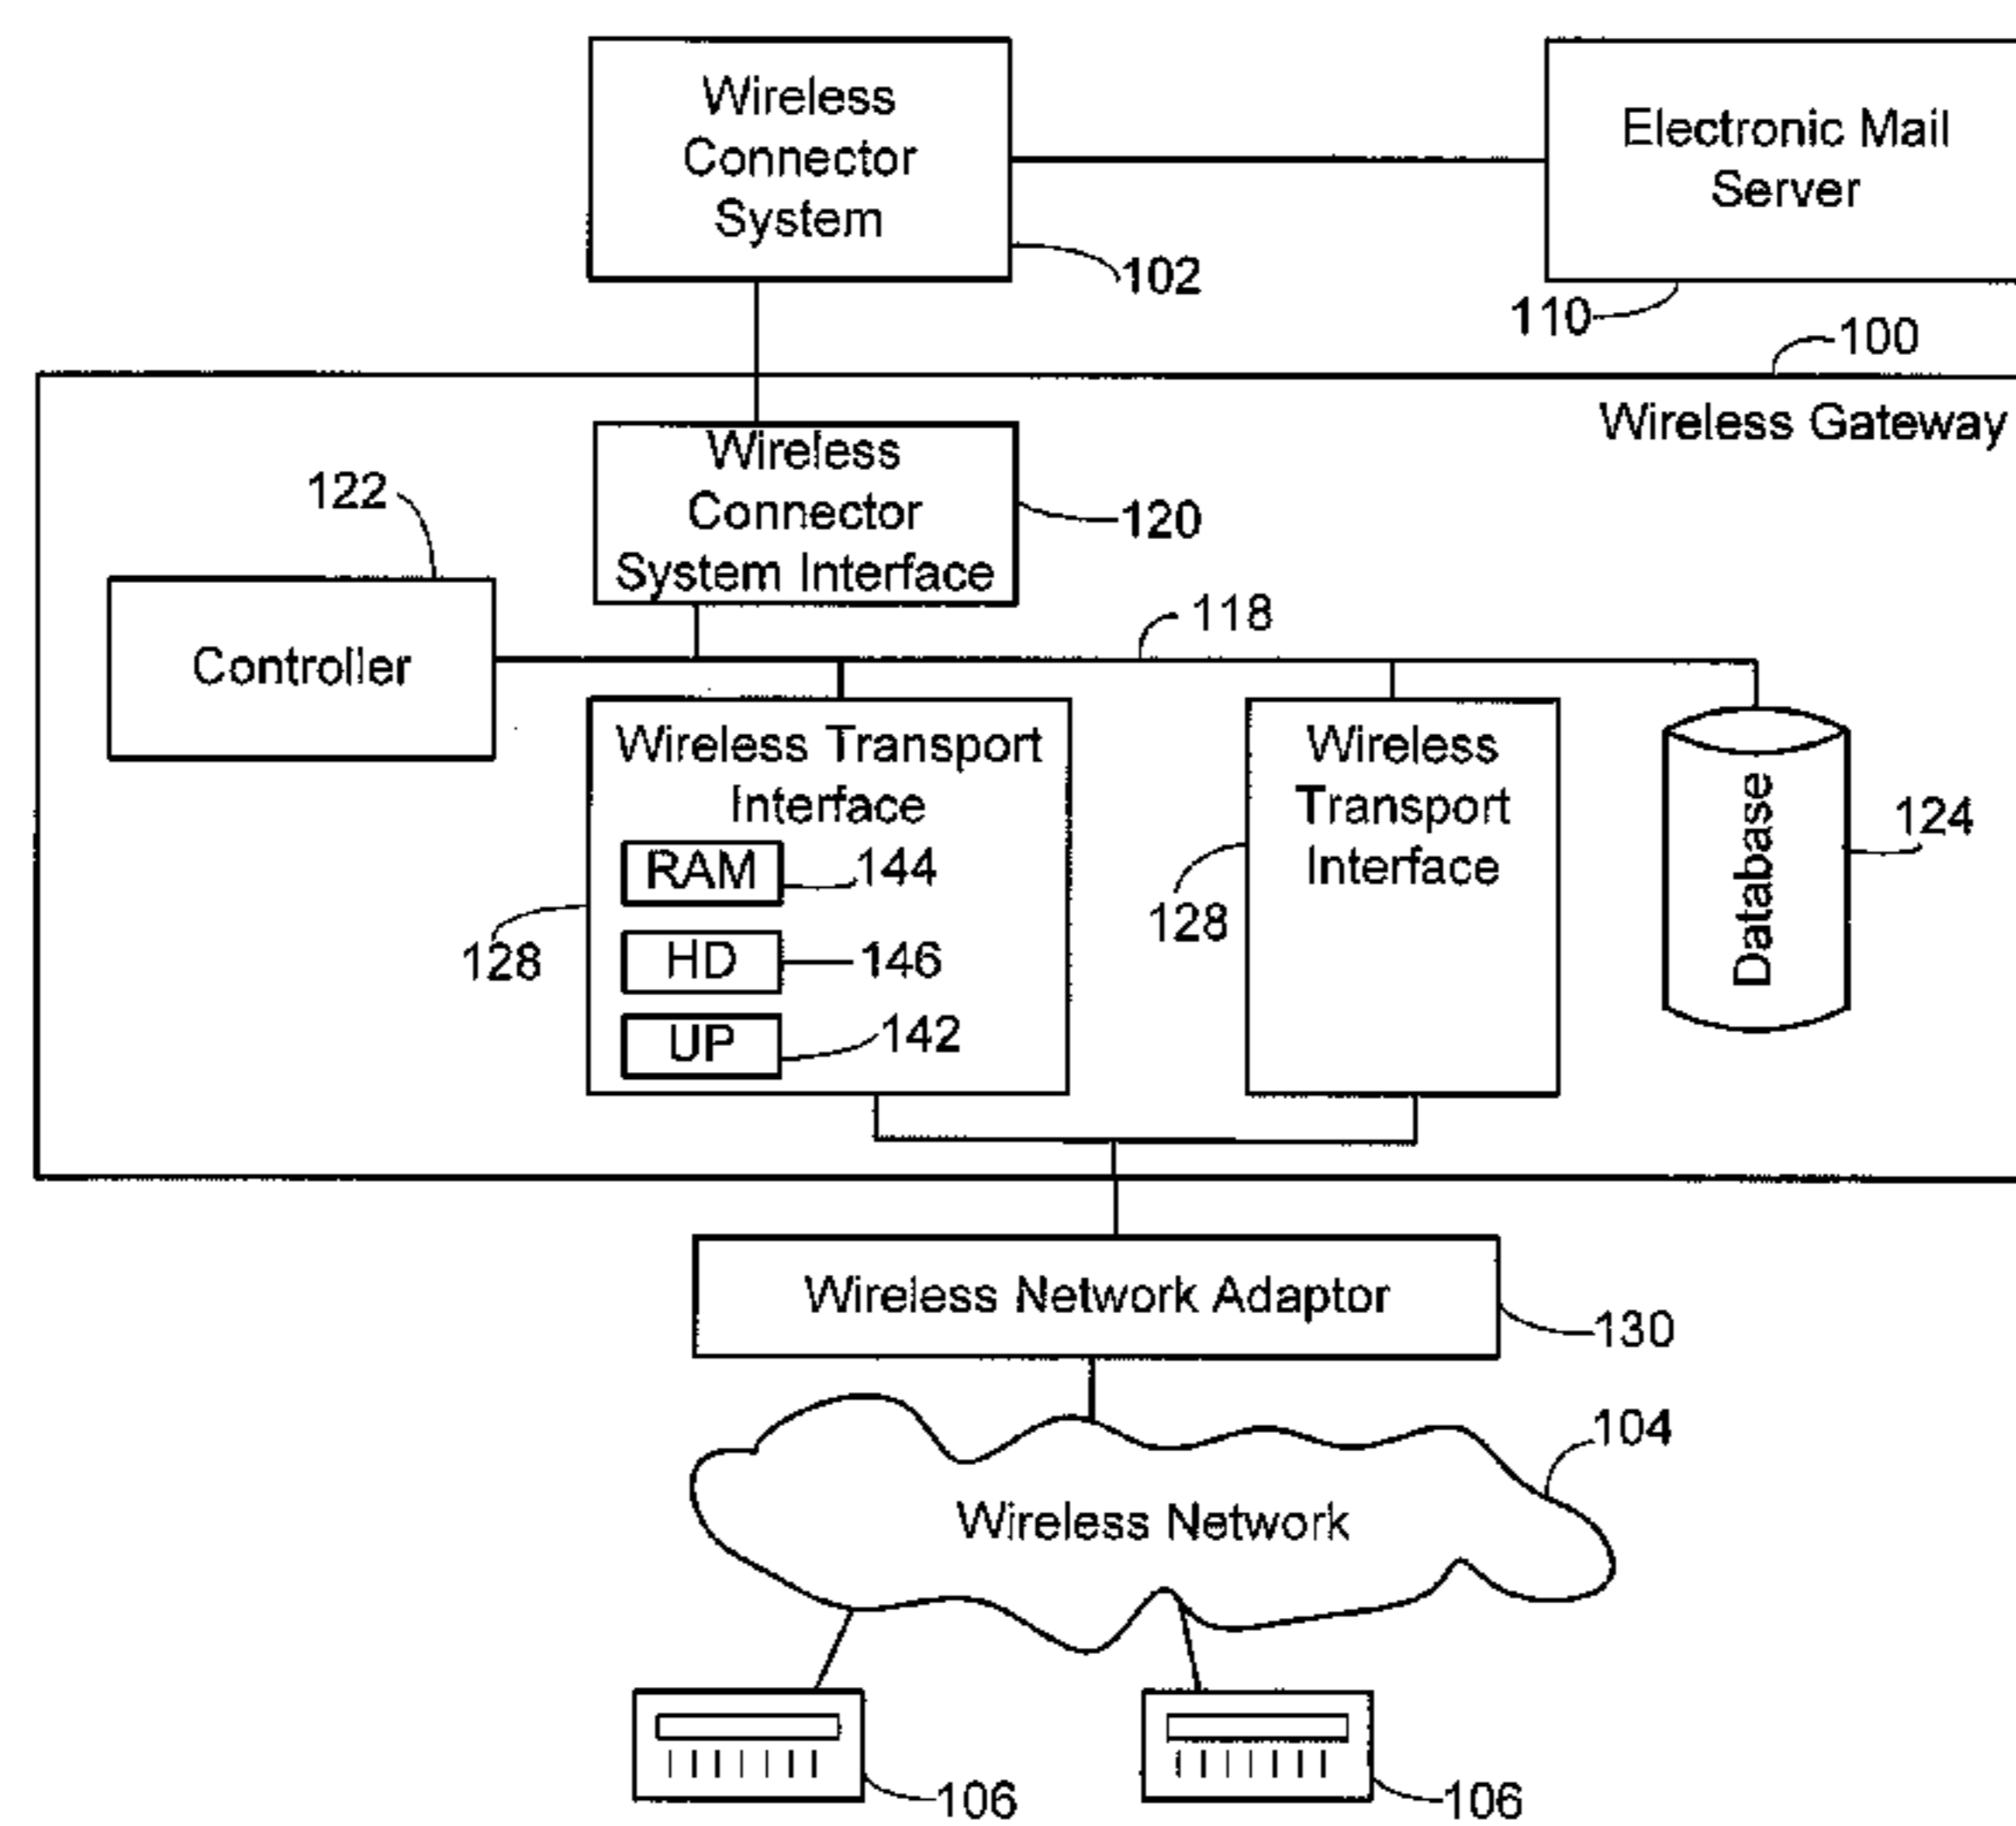 Wireless
Connector
System
Electronic Mail
Server
102
110
100
Wireless Gateway
Wireless
Connector
System Interface
122
120
118
Controller
Wireless Transport
Interface
RAM
144
HD
146
UP
142
128
Wireless
Transport
Interface
128
Database
124
Wireless Network Adaptor
130
104
Wireless Network
106
106